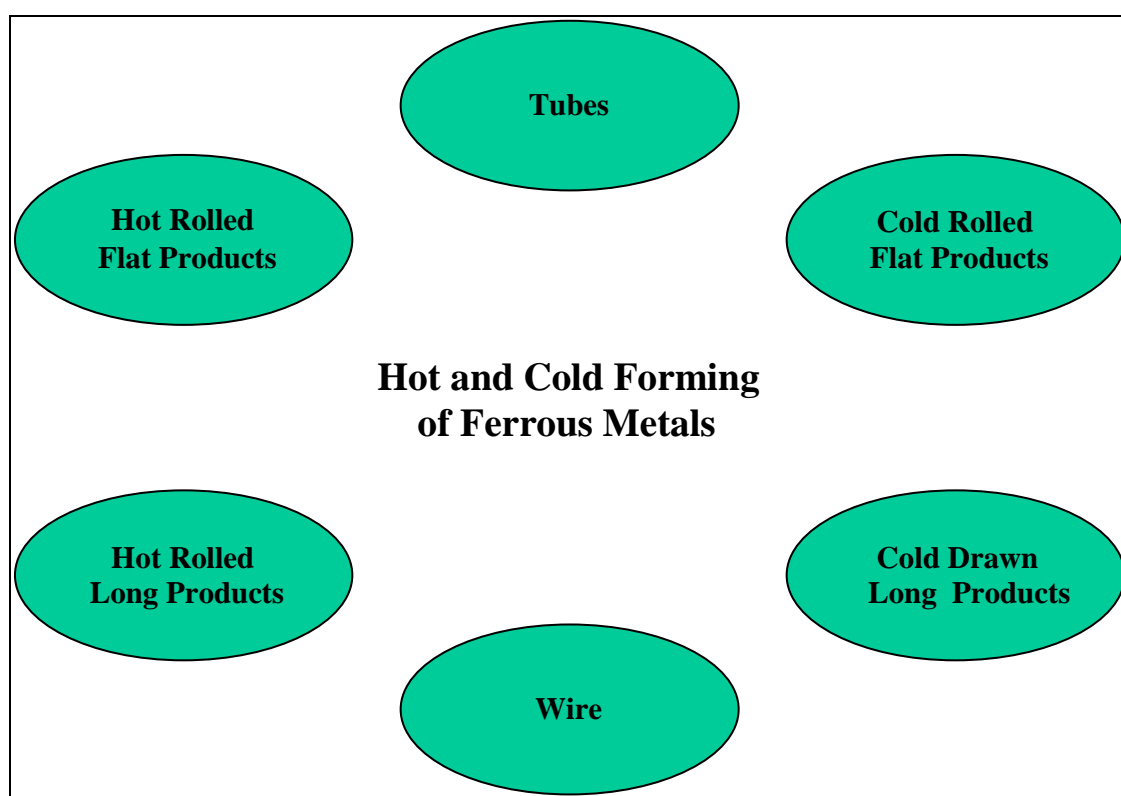 Tubes
Hot Rolled
Flat Products
Cold Rolled
Flat Products
Hot and Cold Forming
of Ferrous Metals
Hot Rolled
Long Products
Cold Drawn
Long Products
Wire